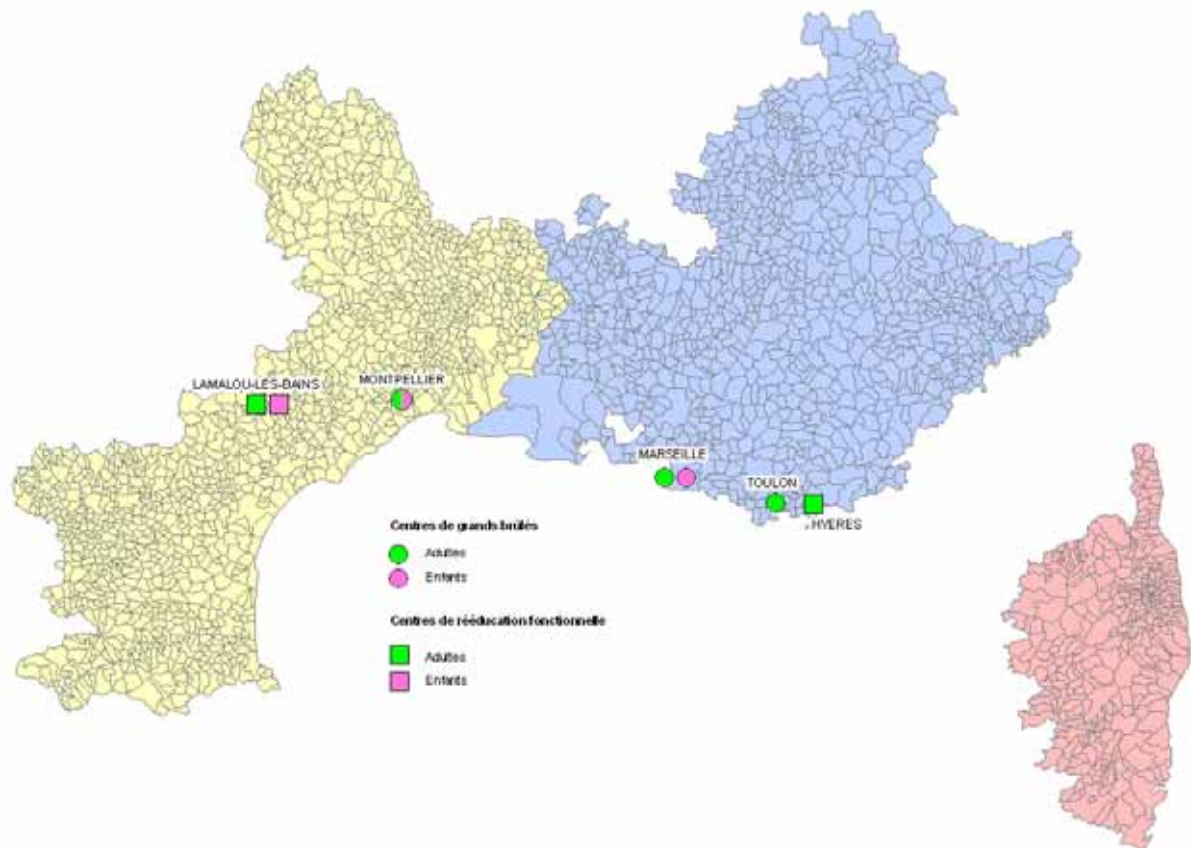 LAMALOU-LES-BAINS
MONTPELLIER
MARSEILLE
TOULON
HYERES
Centres de grands brûlés
Adultes
Enfants
Centres de rééducation fonctionnelle
Adultes
Enfants